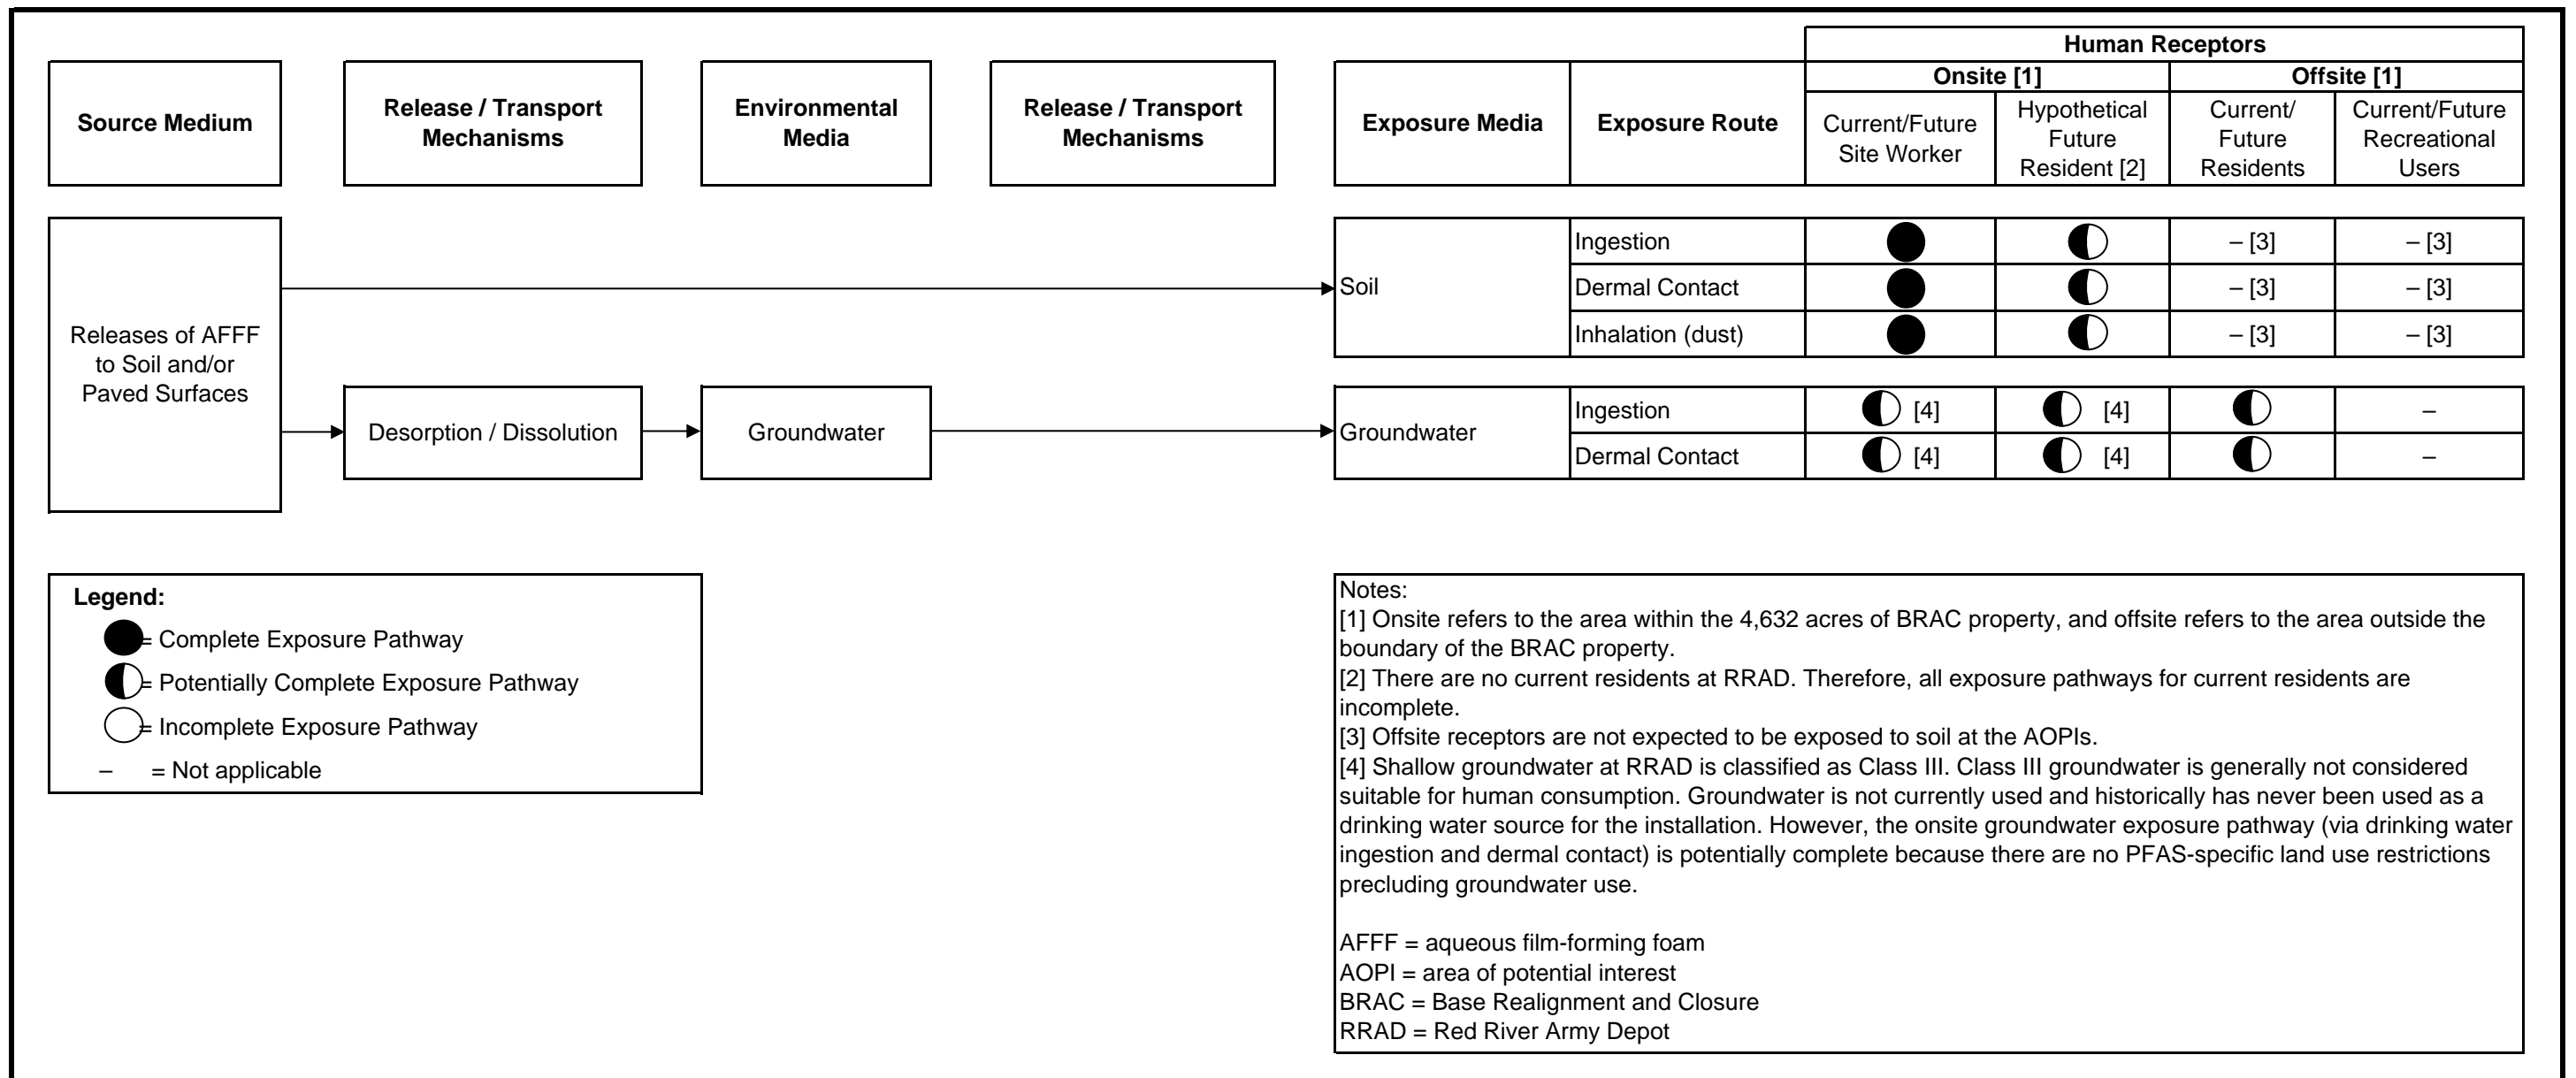 Human Receptors
Source Medium
Release / Transport
Mechanisms
Environmental
Media
Release / Transport
Mechanisms
Exposure Media
Exposure Route
Onsite [1]
Offsite [1]
Current/Future
Site Worker
Hypothetical
Future
Resident [2]
Current/
Future
Residents
Current/Future
Recreational
Users
Releases of AFFF
to Soil and/or
Paved Surfaces
Soil
Ingestion
– [3]
– [3]
Dermal Contact
– [3]
– [3]
Inhalation (dust)
– [3]
– [3]
Desorption / Dissolution
Groundwater
Groundwater
Ingestion
[4]
[4]
–
Dermal Contact
[4]
[4]
–
Legend:
= Complete Exposure Pathway
= Potentially Complete Exposure Pathway
= Incomplete Exposure Pathway
– = Not applicable
Notes:
[1] Onsite refers to the area within the 4,632 acres of BRAC property, and offsite refers to the area outside the
boundary of the BRAC property.
[2] There are no current residents at RRAD. Therefore, all exposure pathways for current residents are
incomplete.
[3] Offsite receptors are not expected to be exposed to soil at the AOPIs.
[4] Shallow groundwater at RRAD is classified as Class III. Class III groundwater is generally not considered
suitable for human consumption. Groundwater is not currently used and historically has never been used as a
drinking water source for the installation. However, the onsite groundwater exposure pathway (via drinking water
ingestion and dermal contact) is potentially complete because there are no PFAS-specific land use restrictions
precluding groundwater use.
AFFF = aqueous film-forming foam
AOPI = area of potential interest
BRAC = Base Realignment and Closure
RRAD = Red River Army Depot